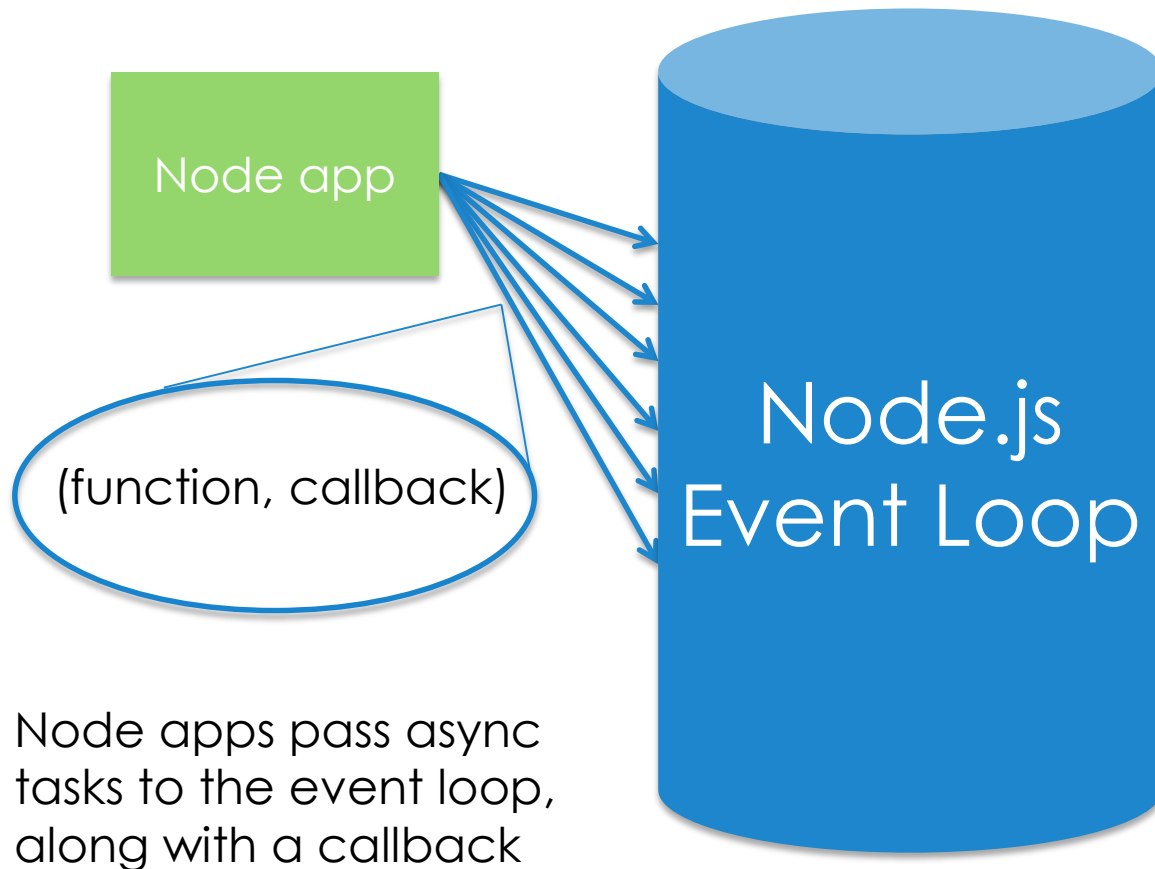 Node app
(function, callback)
Node.js
Event Loop
Node apps pass async
tasks to the event loop,
along with a callback